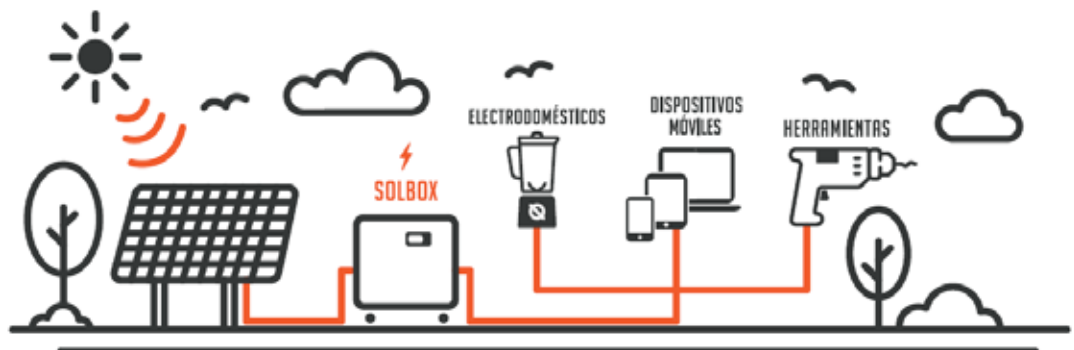 ELECTRODOMÉSTICOS
DISPOSITIVOS
MÓVILES
HERRAMIENTAS
SOLBOX